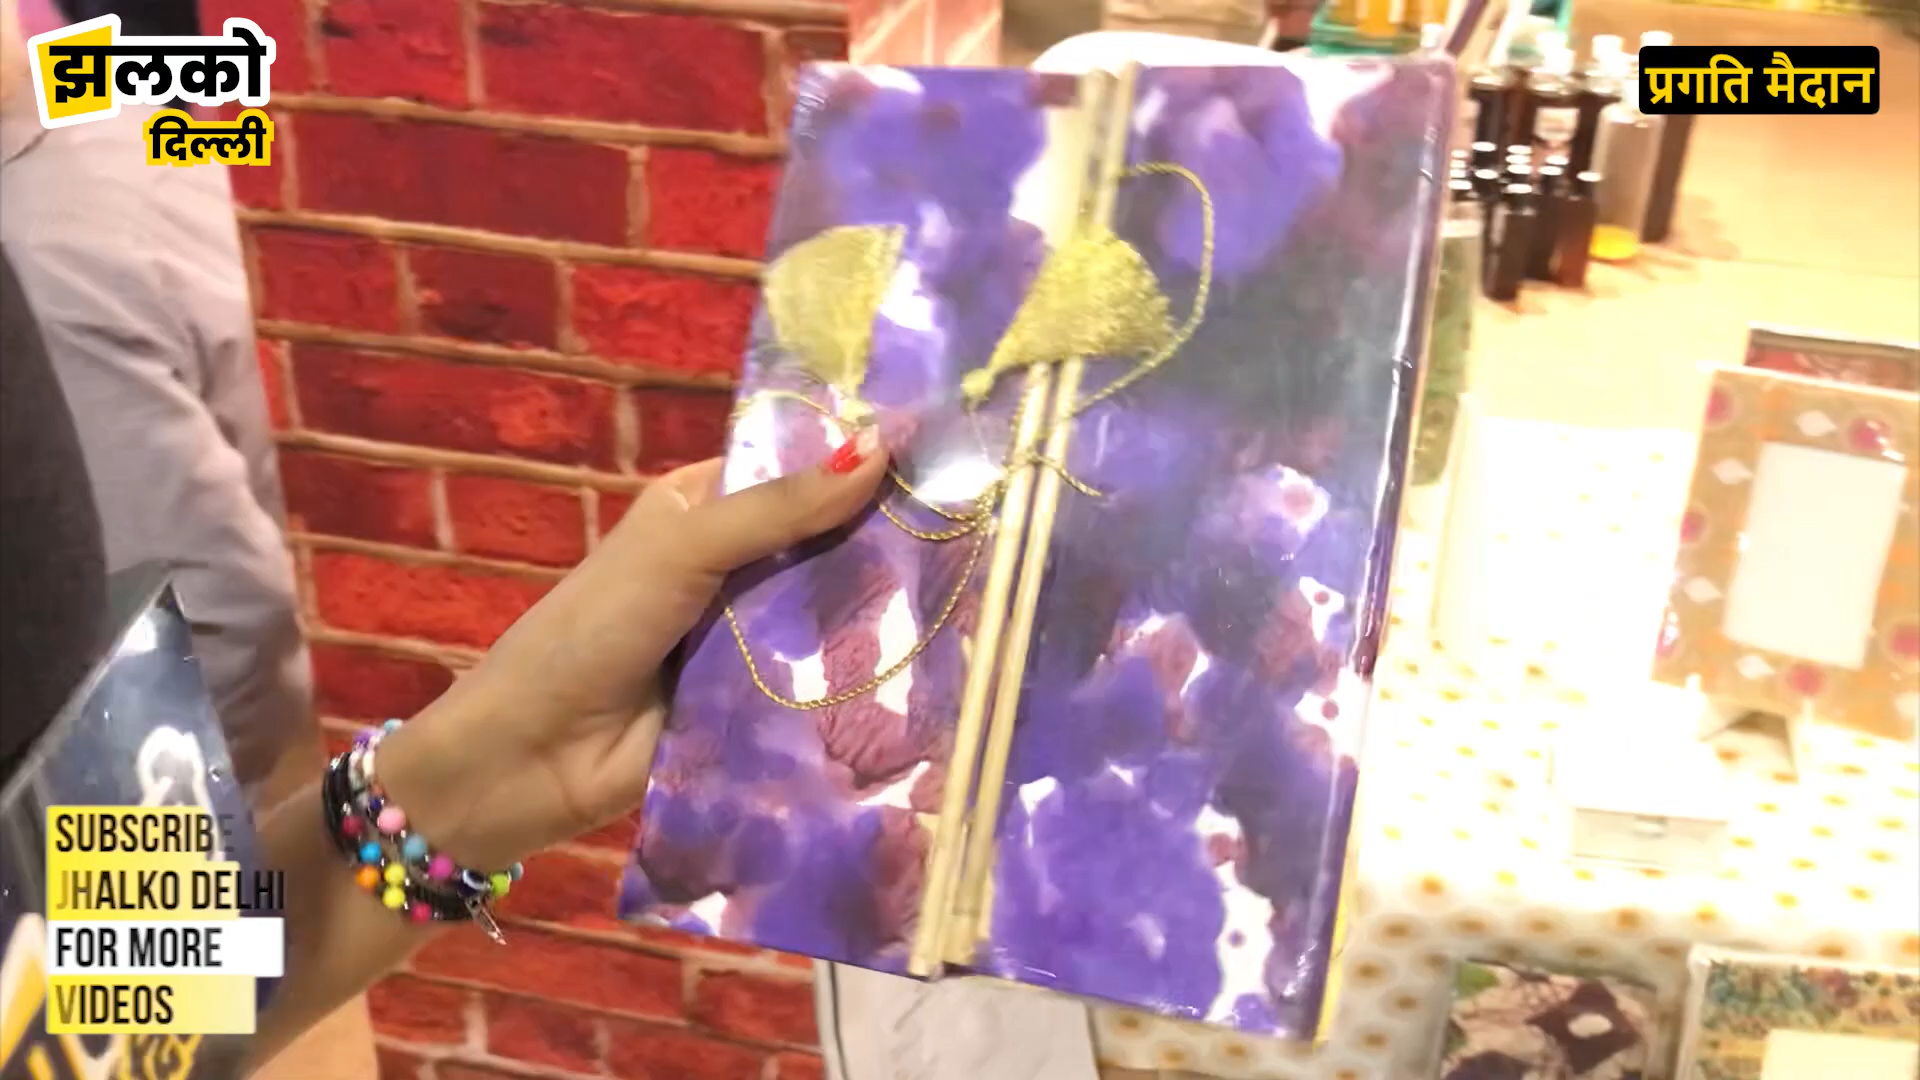 झलको
दिल्ली
प्रगति मैदान
SUBSCRIBE
JHALKO DELHI
FOR MORE
VIDEOS